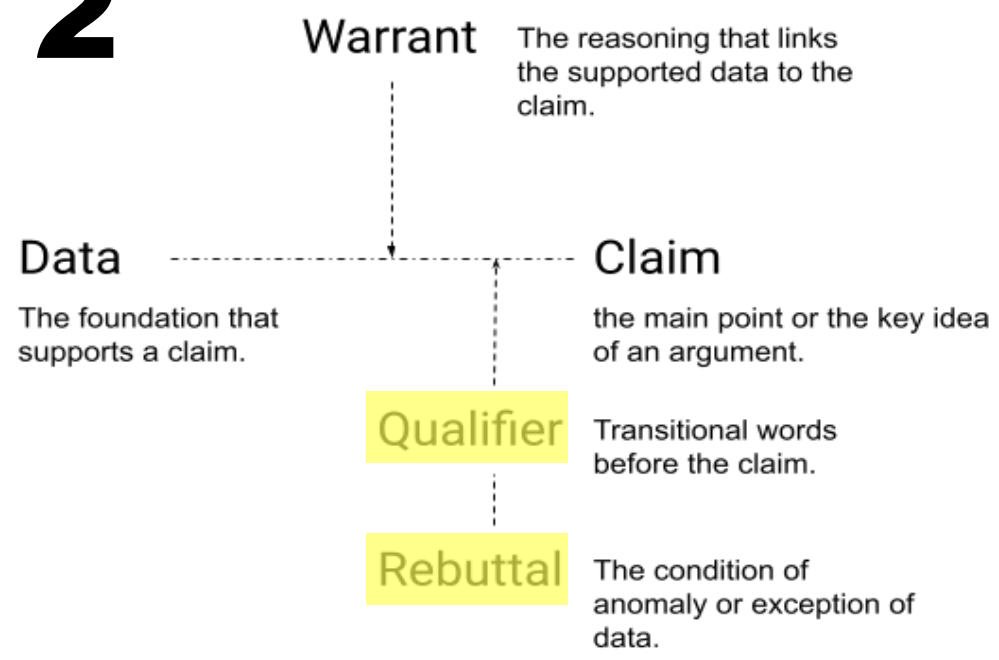 2
Warrant
The reasoning that links
the supported data to the
claim.
Data
Claim
The foundation that
supports a claim.
the main point or the key idea
of an argument.
Qualifier
Transitional words
before the claim.
Rebuttal
The condition of
anomaly or exception of
data.